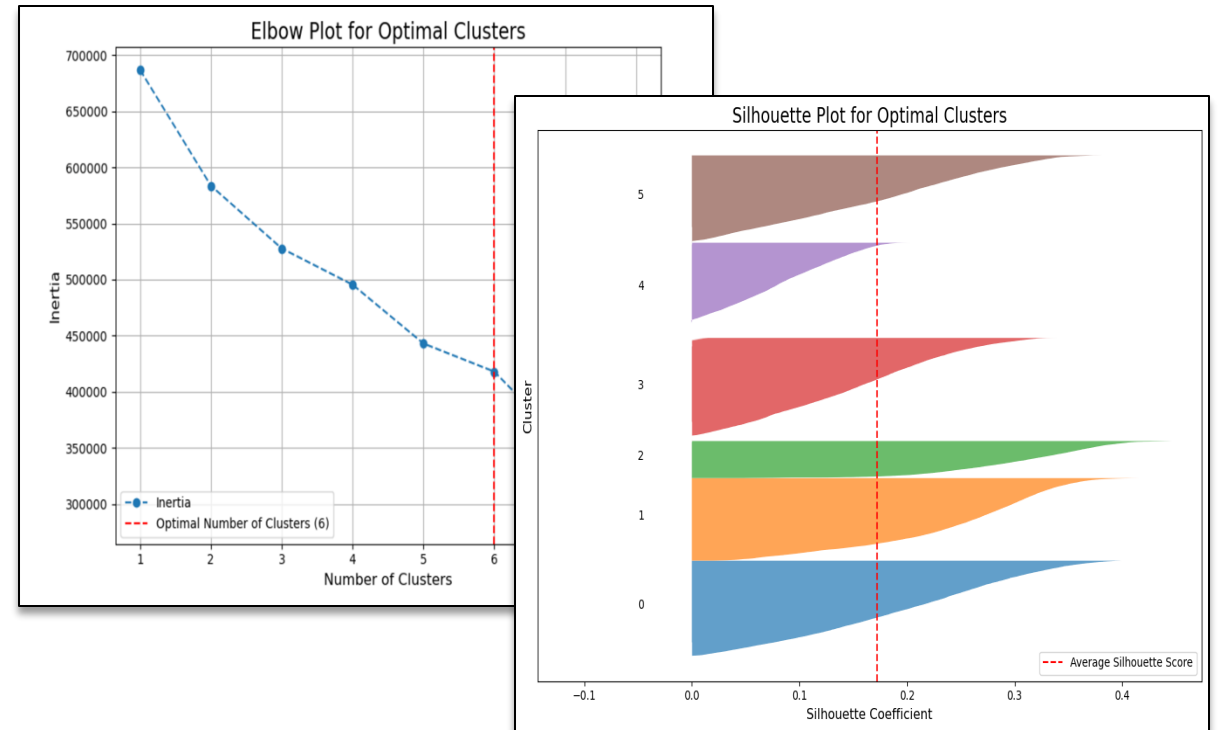 Elbow Plot for Optimal Clusters
700000
650000
600000
550000
500000
450000
400000
350000
300000
Inertia
Inertia
Optimal Number of Clusters (6)
1 2 3 4 5 6
Number of Clusters
Silhouette Plot for Optimal Clusters
5
4
3
2
1
0
Cluster
Average Silhouette Score
−0.1 0.0 0.1 0.2 0.3 0.4
Silhouette Coefficient